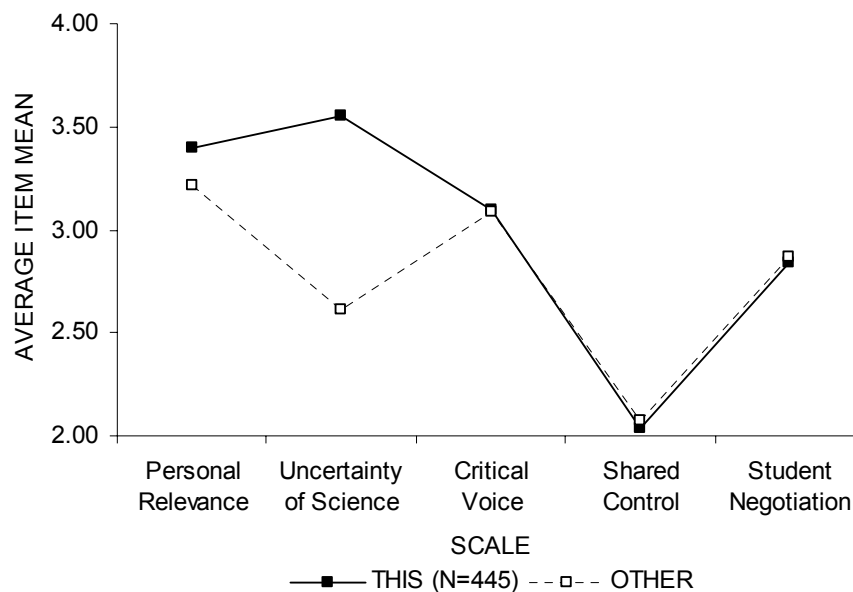 4.00
3.50
3.00
2.50
2.00
AVERAGE ITEM MEAN
Personal Relevance
Uncertainty of Science
Critical Voice
Shared Control
Student Negotiation
SCALE
THIS (N=445) OTHER